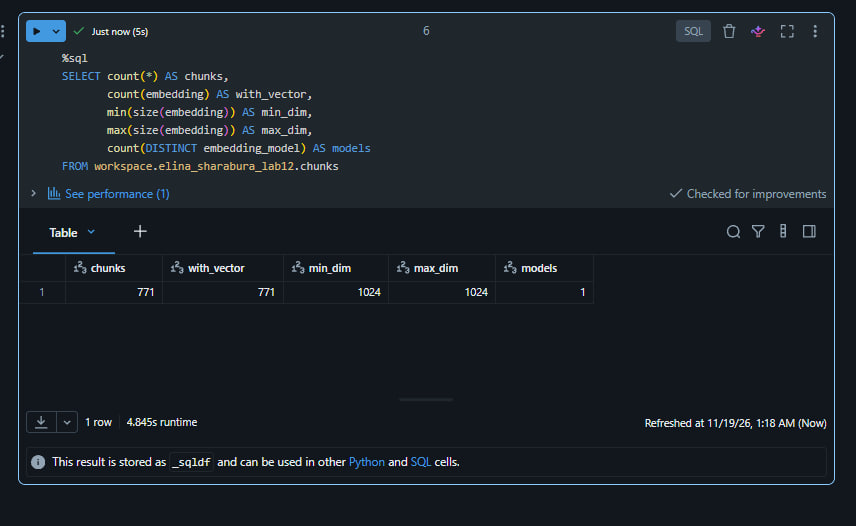 Just now (5s)
6
SQL
%sql
SELECT count(*) AS chunks,
count(embedding) AS with_vector,
min(size(embedding)) AS min_dim,
max(size(embedding)) AS max_dim,
count(DISTINCT embedding_model) AS models
FROM workspace.elina_sharabura_lab12.chunks
See performance (1)
Checked for improvements
Table
chunks with_vector min_dim max_dim models
1 771 771 1024 1024 1
1 row 4.845s runtime
Refreshed at 11/19/26, 1:18 AM (Now)
This result is stored as _sqldf and can be used in other Python and SQL cells.